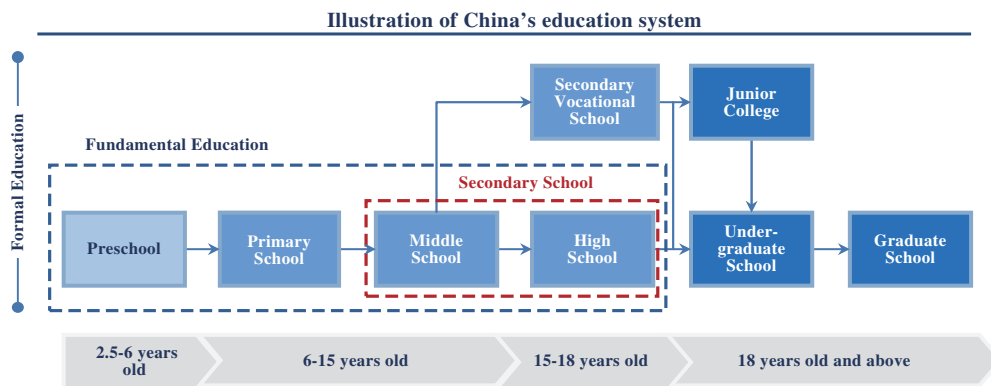 Illustration of China’s education system
Formal Education
Secondary
Vocational
School
Junior
College
Fundamental Education
Secondary School
Preschool
Primary
School
Middle
School
High
School
Under-
graduate
School
Graduate
School
2.5-6 years
old
6-15 years old
15-18 years old
18 years old and above